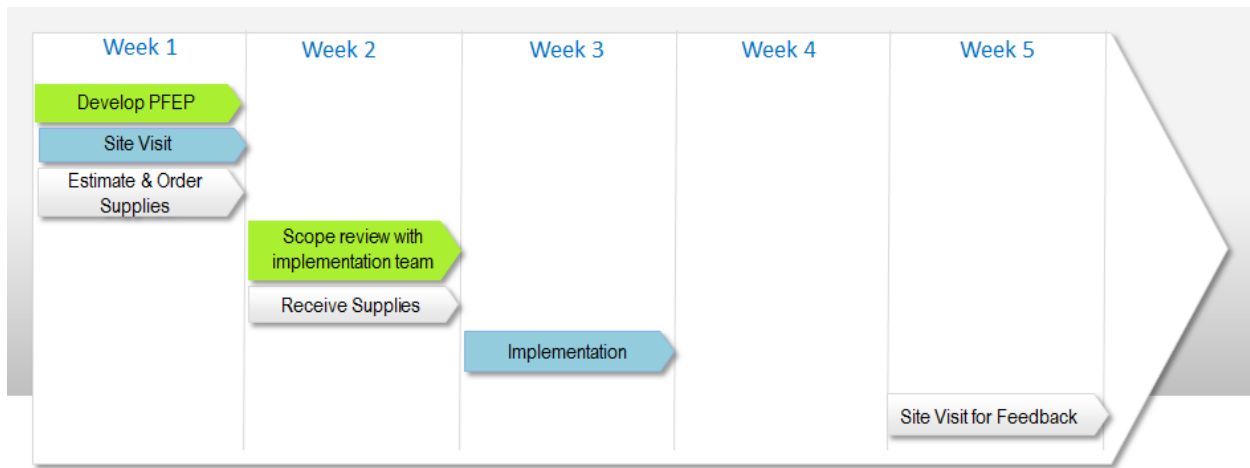 Week 1
Week 2
Week 3
Week 4
Week 5
Develop PFEP
Site Visit
Estimate & Order
Supplies
Scope review with
implementation team
Receive Supplies
Implementation
Site Visit for Feedback